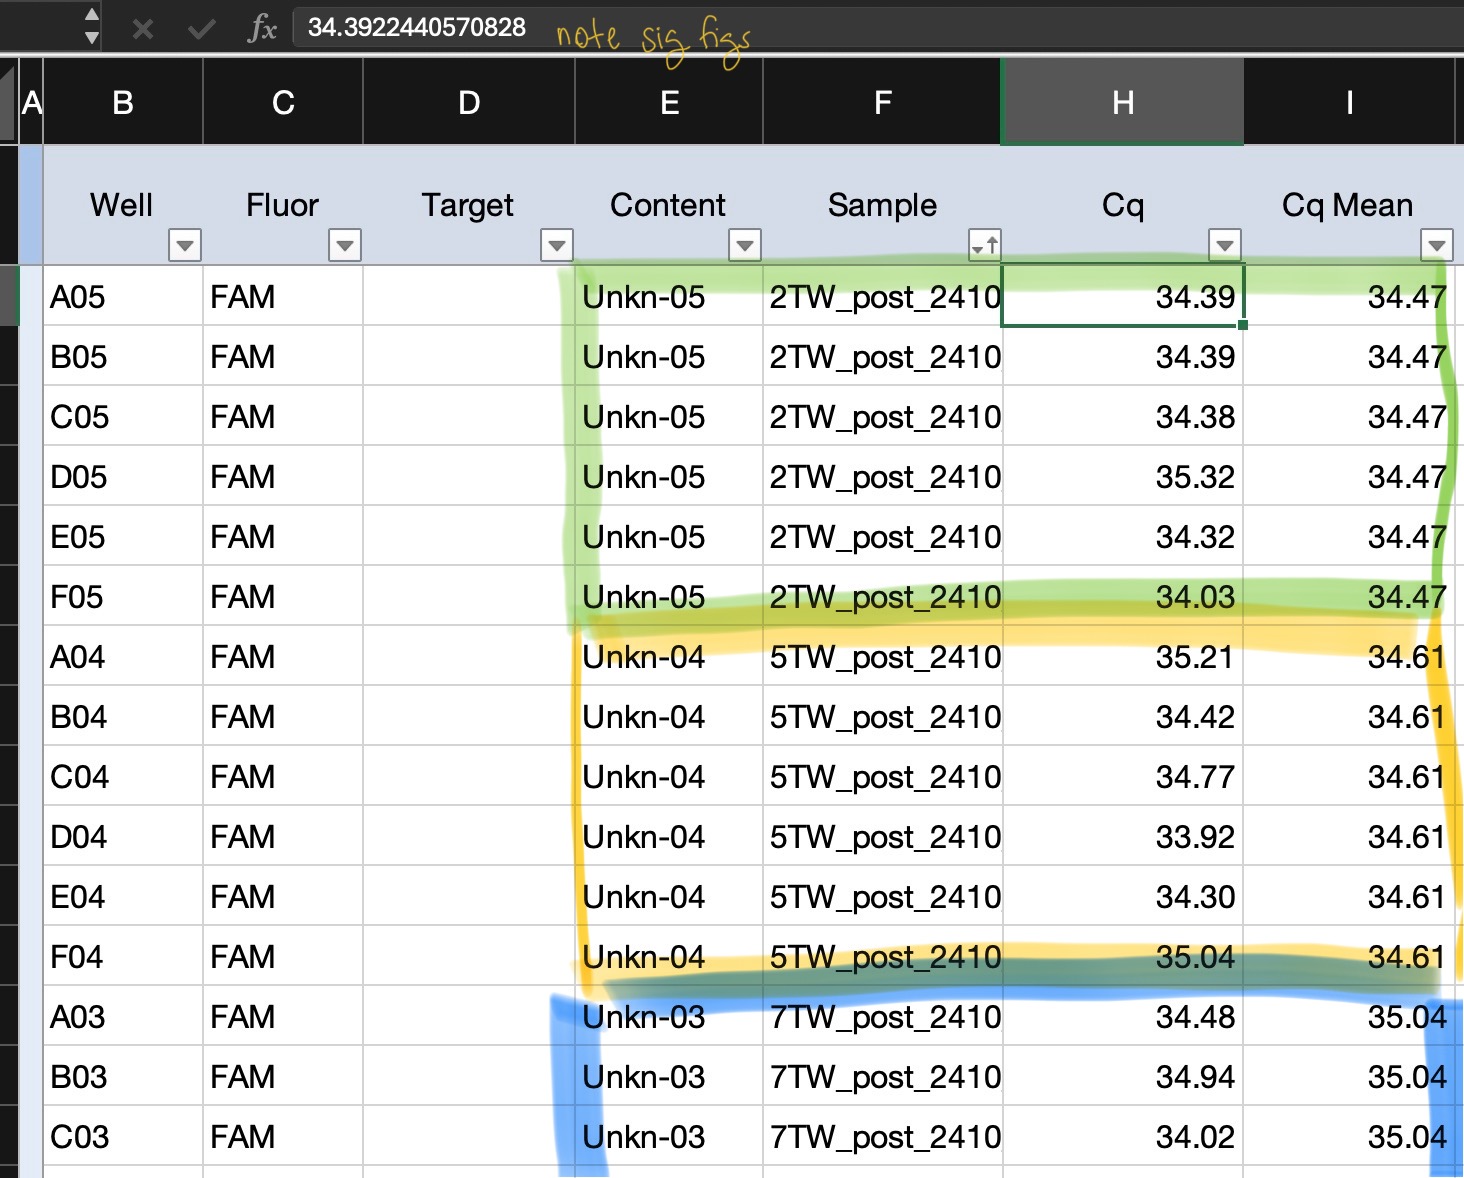 fx 34.3922440570828 note sig figs
A B C D E F H I
Well Fluor Target Content Sample Cq Cq Mean
A05 FAM Unkn-05 2TW_post_2410 34.39 34.47
B05 FAM Unkn-05 2TW_post_2410 34.39 34.47
C05 FAM Unkn-05 2TW_post_2410 34.38 34.47
D05 FAM Unkn-05 2TW_post_2410 35.32 34.47
E05 FAM Unkn-05 2TW_post_2410 34.32 34.47
F05 FAM Unkn-05 2TW_post_2410 34.03 34.47
A04 FAM Unkn-04 5TW_post_2410 35.21 34.61
B04 FAM Unkn-04 5TW_post_2410 34.42 34.61
C04 FAM Unkn-04 5TW_post_2410 34.77 34.61
D04 FAM Unkn-04 5TW_post_2410 33.92 34.61
E04 FAM Unkn-04 5TW_post_2410 34.30 34.61
F04 FAM Unkn-04 5TW_post_2410 35.04 34.61
A03 FAM Unkn-03 7TW_post_2410 34.48 35.04
B03 FAM Unkn-03 7TW_post_2410 34.94 35.04
C03 FAM Unkn-03 7TW_post_2410 34.02 35.04